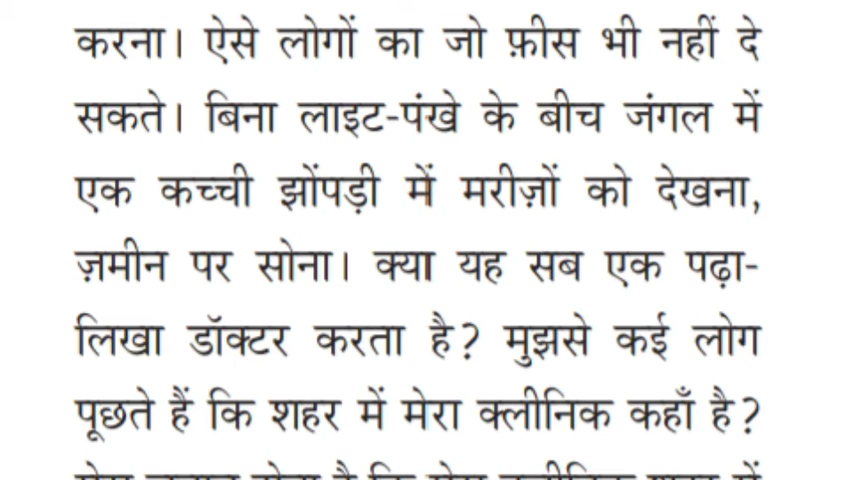 करना। ऐसे लोगों का जो फ़ीस भी नहीं दे
सकते। बिना लाइट-पंखे के बीच जंगल में
एक कच्ची झोंपड़ी में मरीज़ों को देखना,
ज़मीन पर सोना। क्या यह सब एक पढ़ा-
लिखा डॉक्टर करता है? मुझसे कई लोग
पूछते हैं कि शहर में मेरा क्लीनिक कहाँ है?